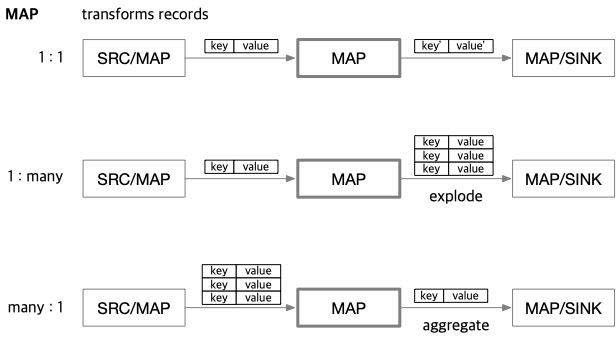 MAP transforms records
1 : 1
SRC/MAP
key value
MAP
key' value'
MAP/SINK
1 : many
SRC/MAP
key value
MAP
key value
key value
key value
explode
MAP/SINK
many : 1
SRC/MAP
key value
key value
key value
MAP
key value
aggregate
MAP/SINK